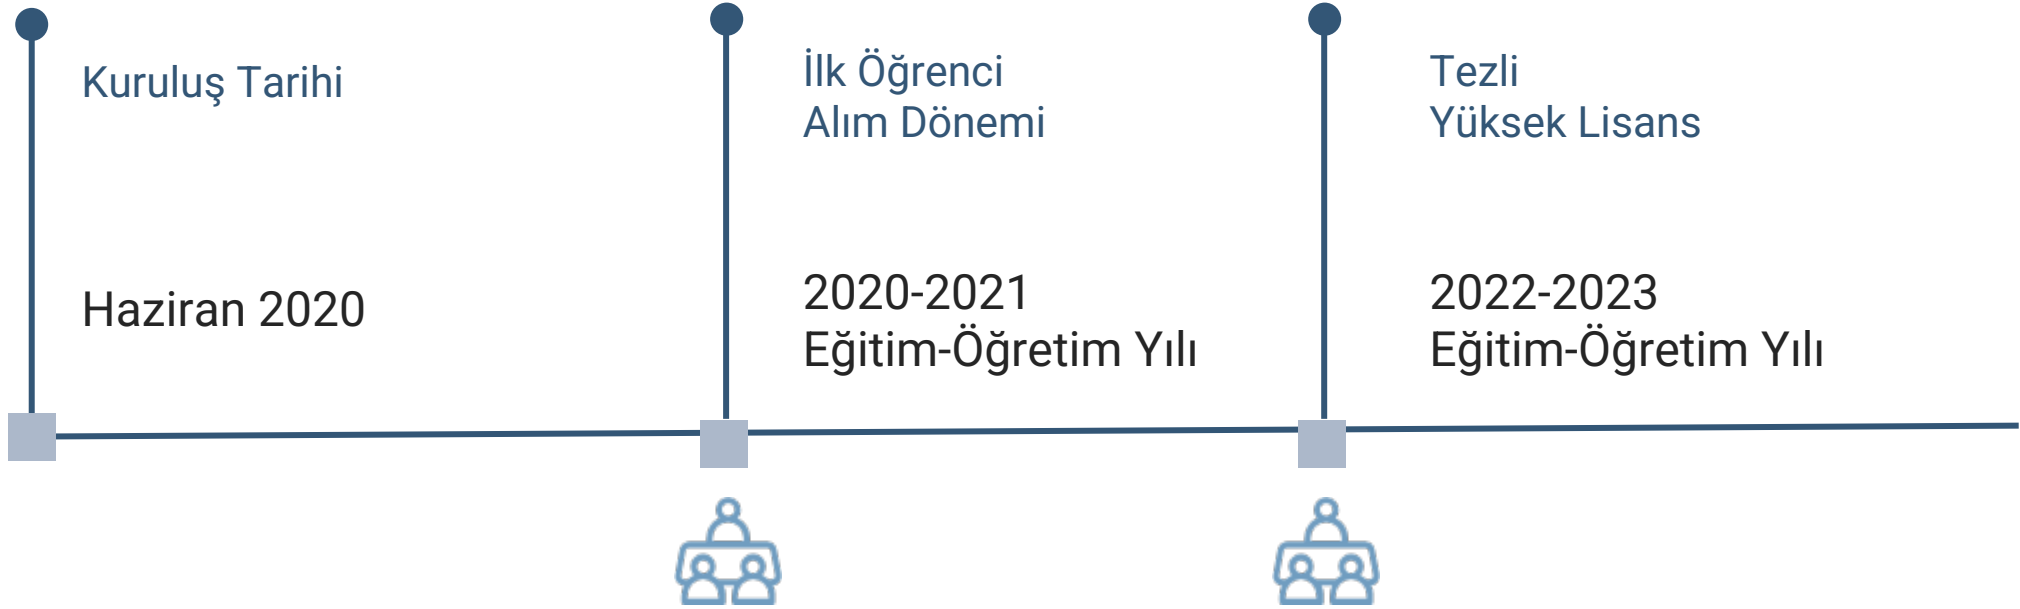 Kuruluş Tarihi
Haziran 2020
İlk Öğrenci
Alım Dönemi
2020-2021
Eğitim-Öğretim Yılı
Tezli
Yüksek Lisans
2022-2023
Eğitim-Öğretim Yılı